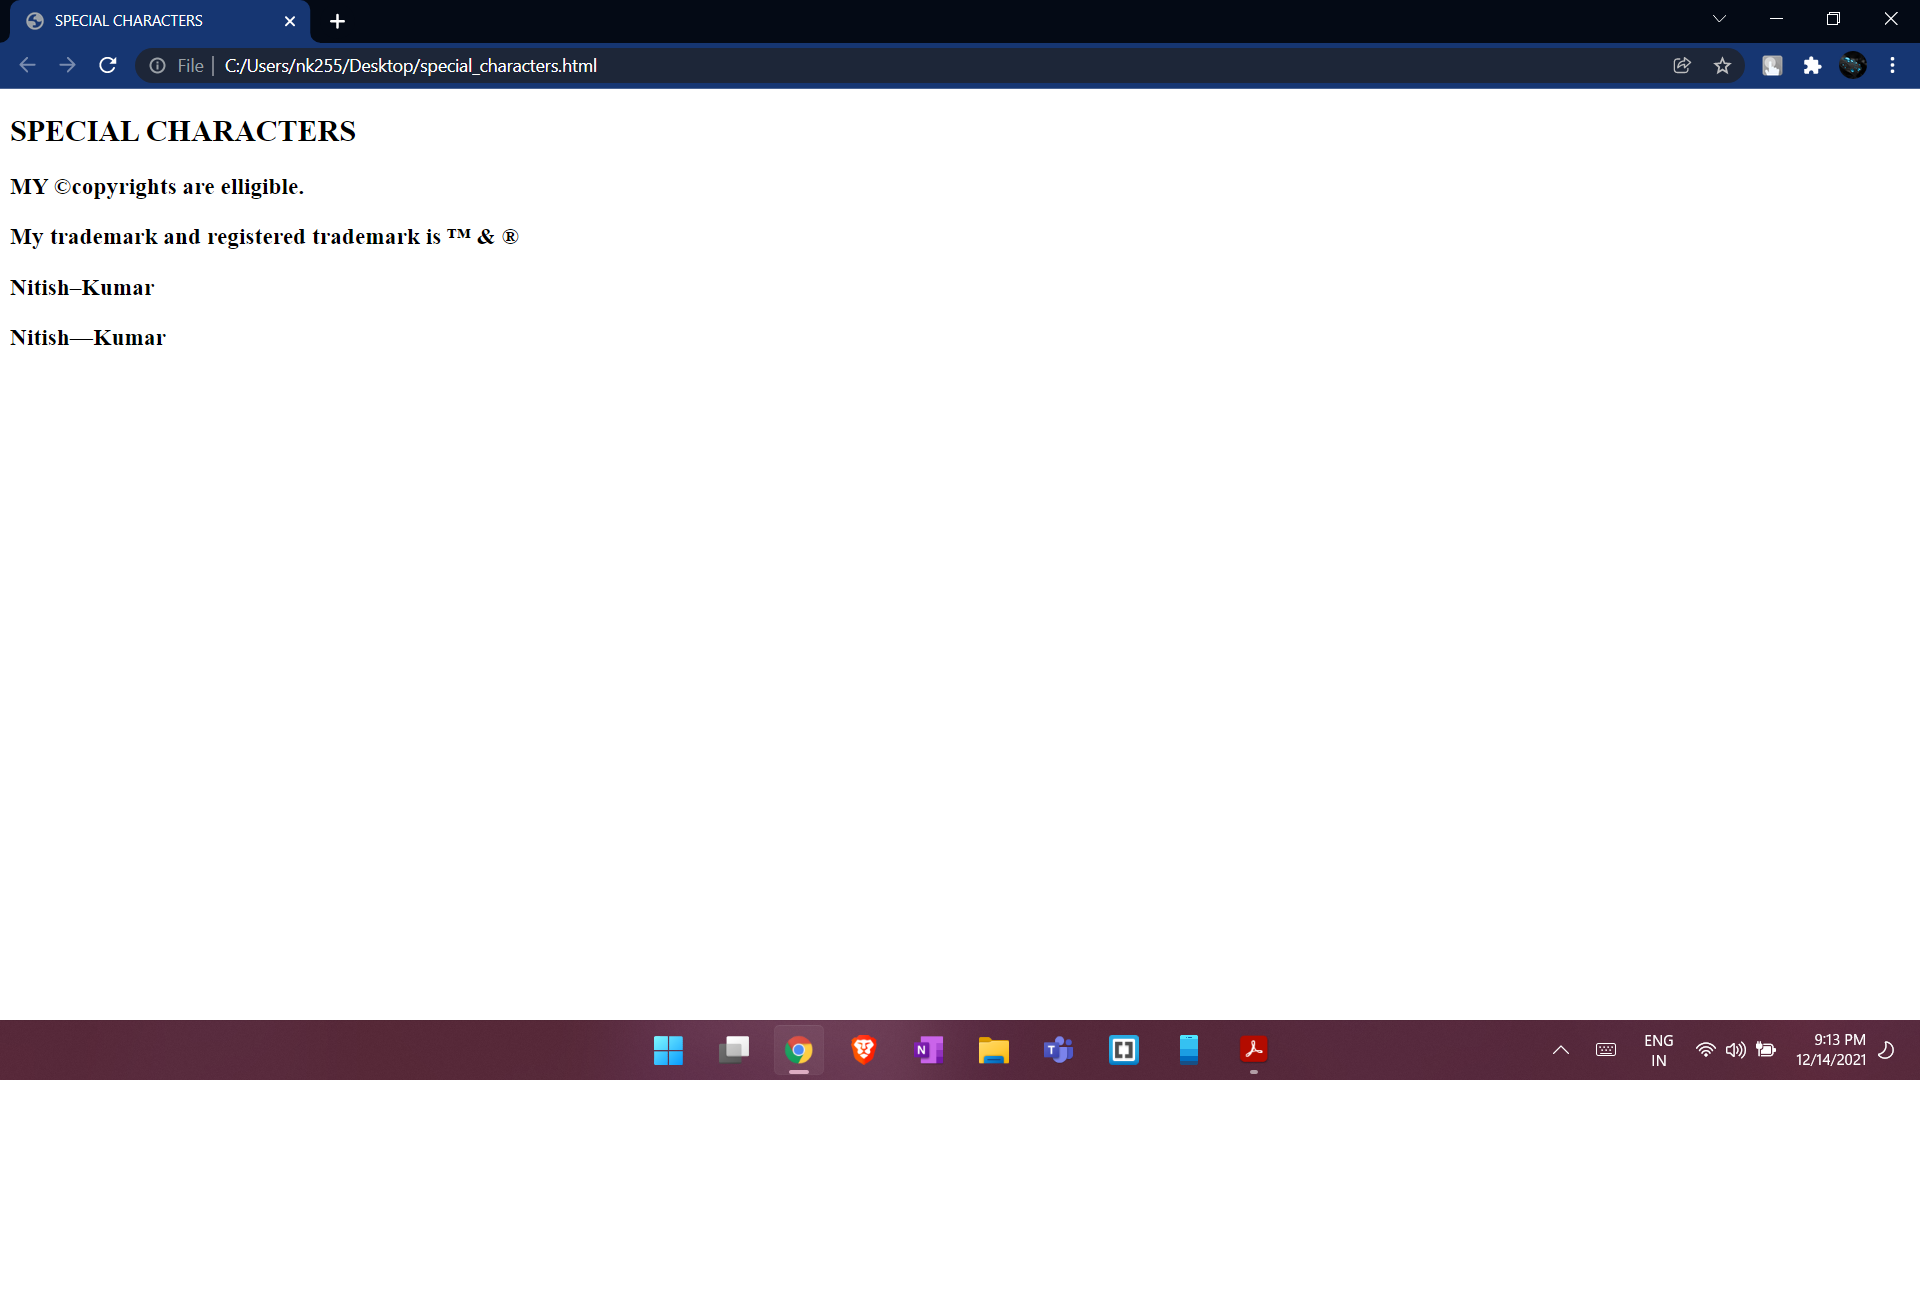 SPECIAL CHARACTERS
File | C:/Users/nk255/Desktop/special_characters.html
SPECIAL CHARACTERS
MY ©copyrights are elligible.
My trademark and registered trademark is ™ & ®
Nitish–Kumar
Nitish—Kumar
ENG
IN
9:13 PM
12/14/2021